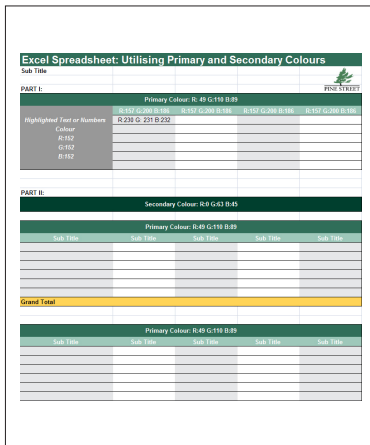 Excel Spreadsheet: Utilising Primary and Secondary Colours
Sub Title
PINE STREET
PART I:
Primary Colour: R: 49 G:110 B:89
R:157 G:200 B:186 R:157 G:200 B:186 R:157 G:200 B:186 R:157 G:200 B:186
Highlighted Text or Numbers R:230 G: 231 B:232
Colour
R:152
G:152
B:152
PART II:
Secondary Colour: R:0 G:63 B:45
Primary Colour: R:49 G:110 B:89
Sub Title Sub Title Sub Title Sub Title Sub Title
Grand Total
Primary Colour: R:49 G:110 B:89
Sub Title Sub Title Sub Title Sub Title Sub Title